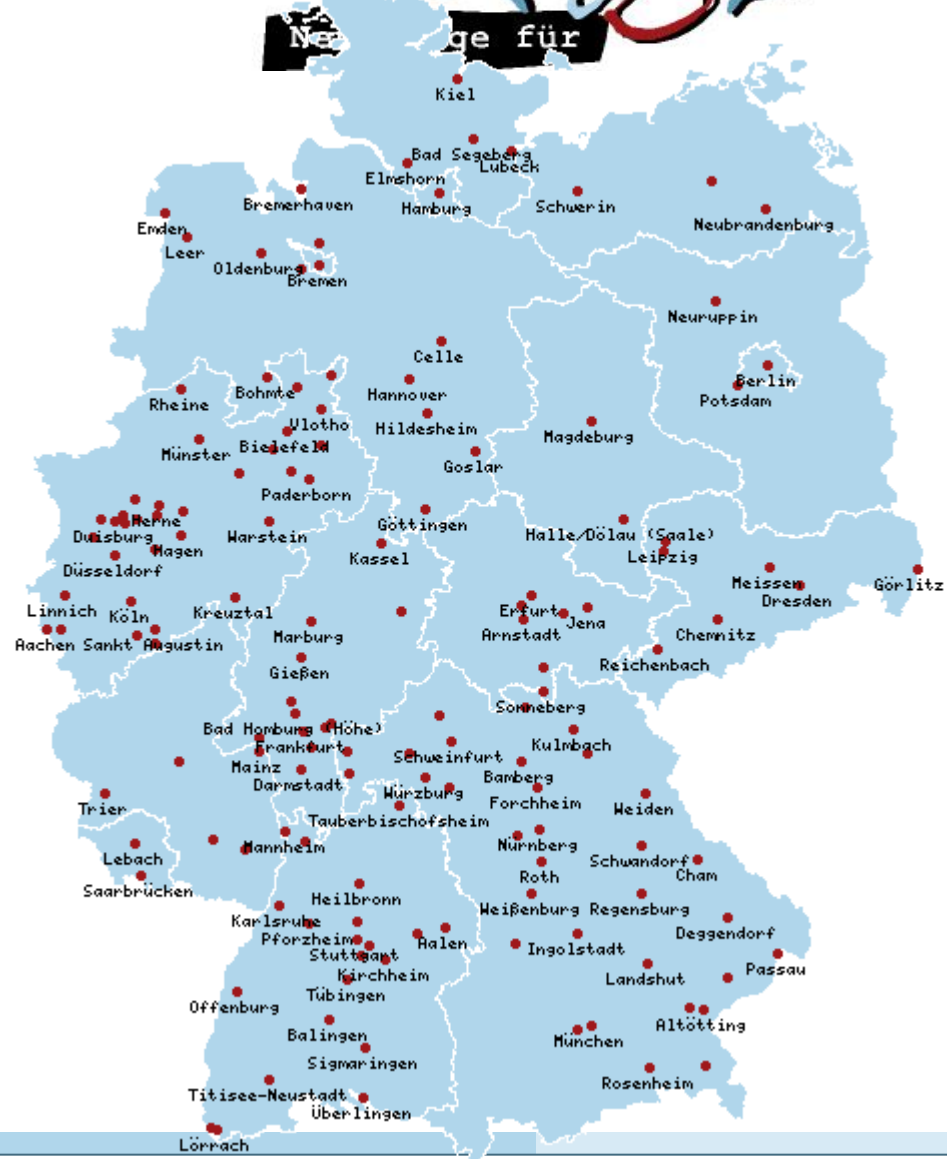 Ne ge für
Kiel
Bad Segeberg
Lübeck
Elmshorn
Hamburg
Bremerhaven
Schwerin
Neubrandenburg
Emden
Leer
Oldenburg
Bremen
Neuruppin
Celle
Berlin
Potsdam
Rheine
Bohmte
Hannover
Vlotho
Hildesheim
Magdeburg
Münster
Bielefeld
Goslar
Paderborn
Herne
Göttingen
Duisburg
Warstein
Halle/Dölau (Saale)
Hagen
Kassel
Leipzig
Düsseldorf
Meissen
Görlitz
Dresden
Linnich
Köln
Kreuztal
Erfurt
Jena
Marburg
Arnstadt
Chemnitz
Aachen
Sankt Augustin
Reichenbach
Gießen
Sonneberg
Bad Homburg (Höhe)
Frankfurt
Kulmbach
Schweinfurt
Mainz
Bamberg
Darmstadt
Würzburg
Forchheim
Trier
Weiden
Tauberbischofsheim
Mannheim
Nürnberg
Lebach
Schwandorf
Cham
Roth
Saarbrücken
Heilbronn
Weißenburg
Regensburg
Karlsruhe
Deggendorf
Pforzheim
Aalen
Ingolstadt
Stuttgart
Passau
Kirchheim
Landshut
Tübingen
Offenburg
Altötting
Balingen
München
Sigmaringen
Rosenheim
Titisee-Neustadt
Überlingen
Lörrach